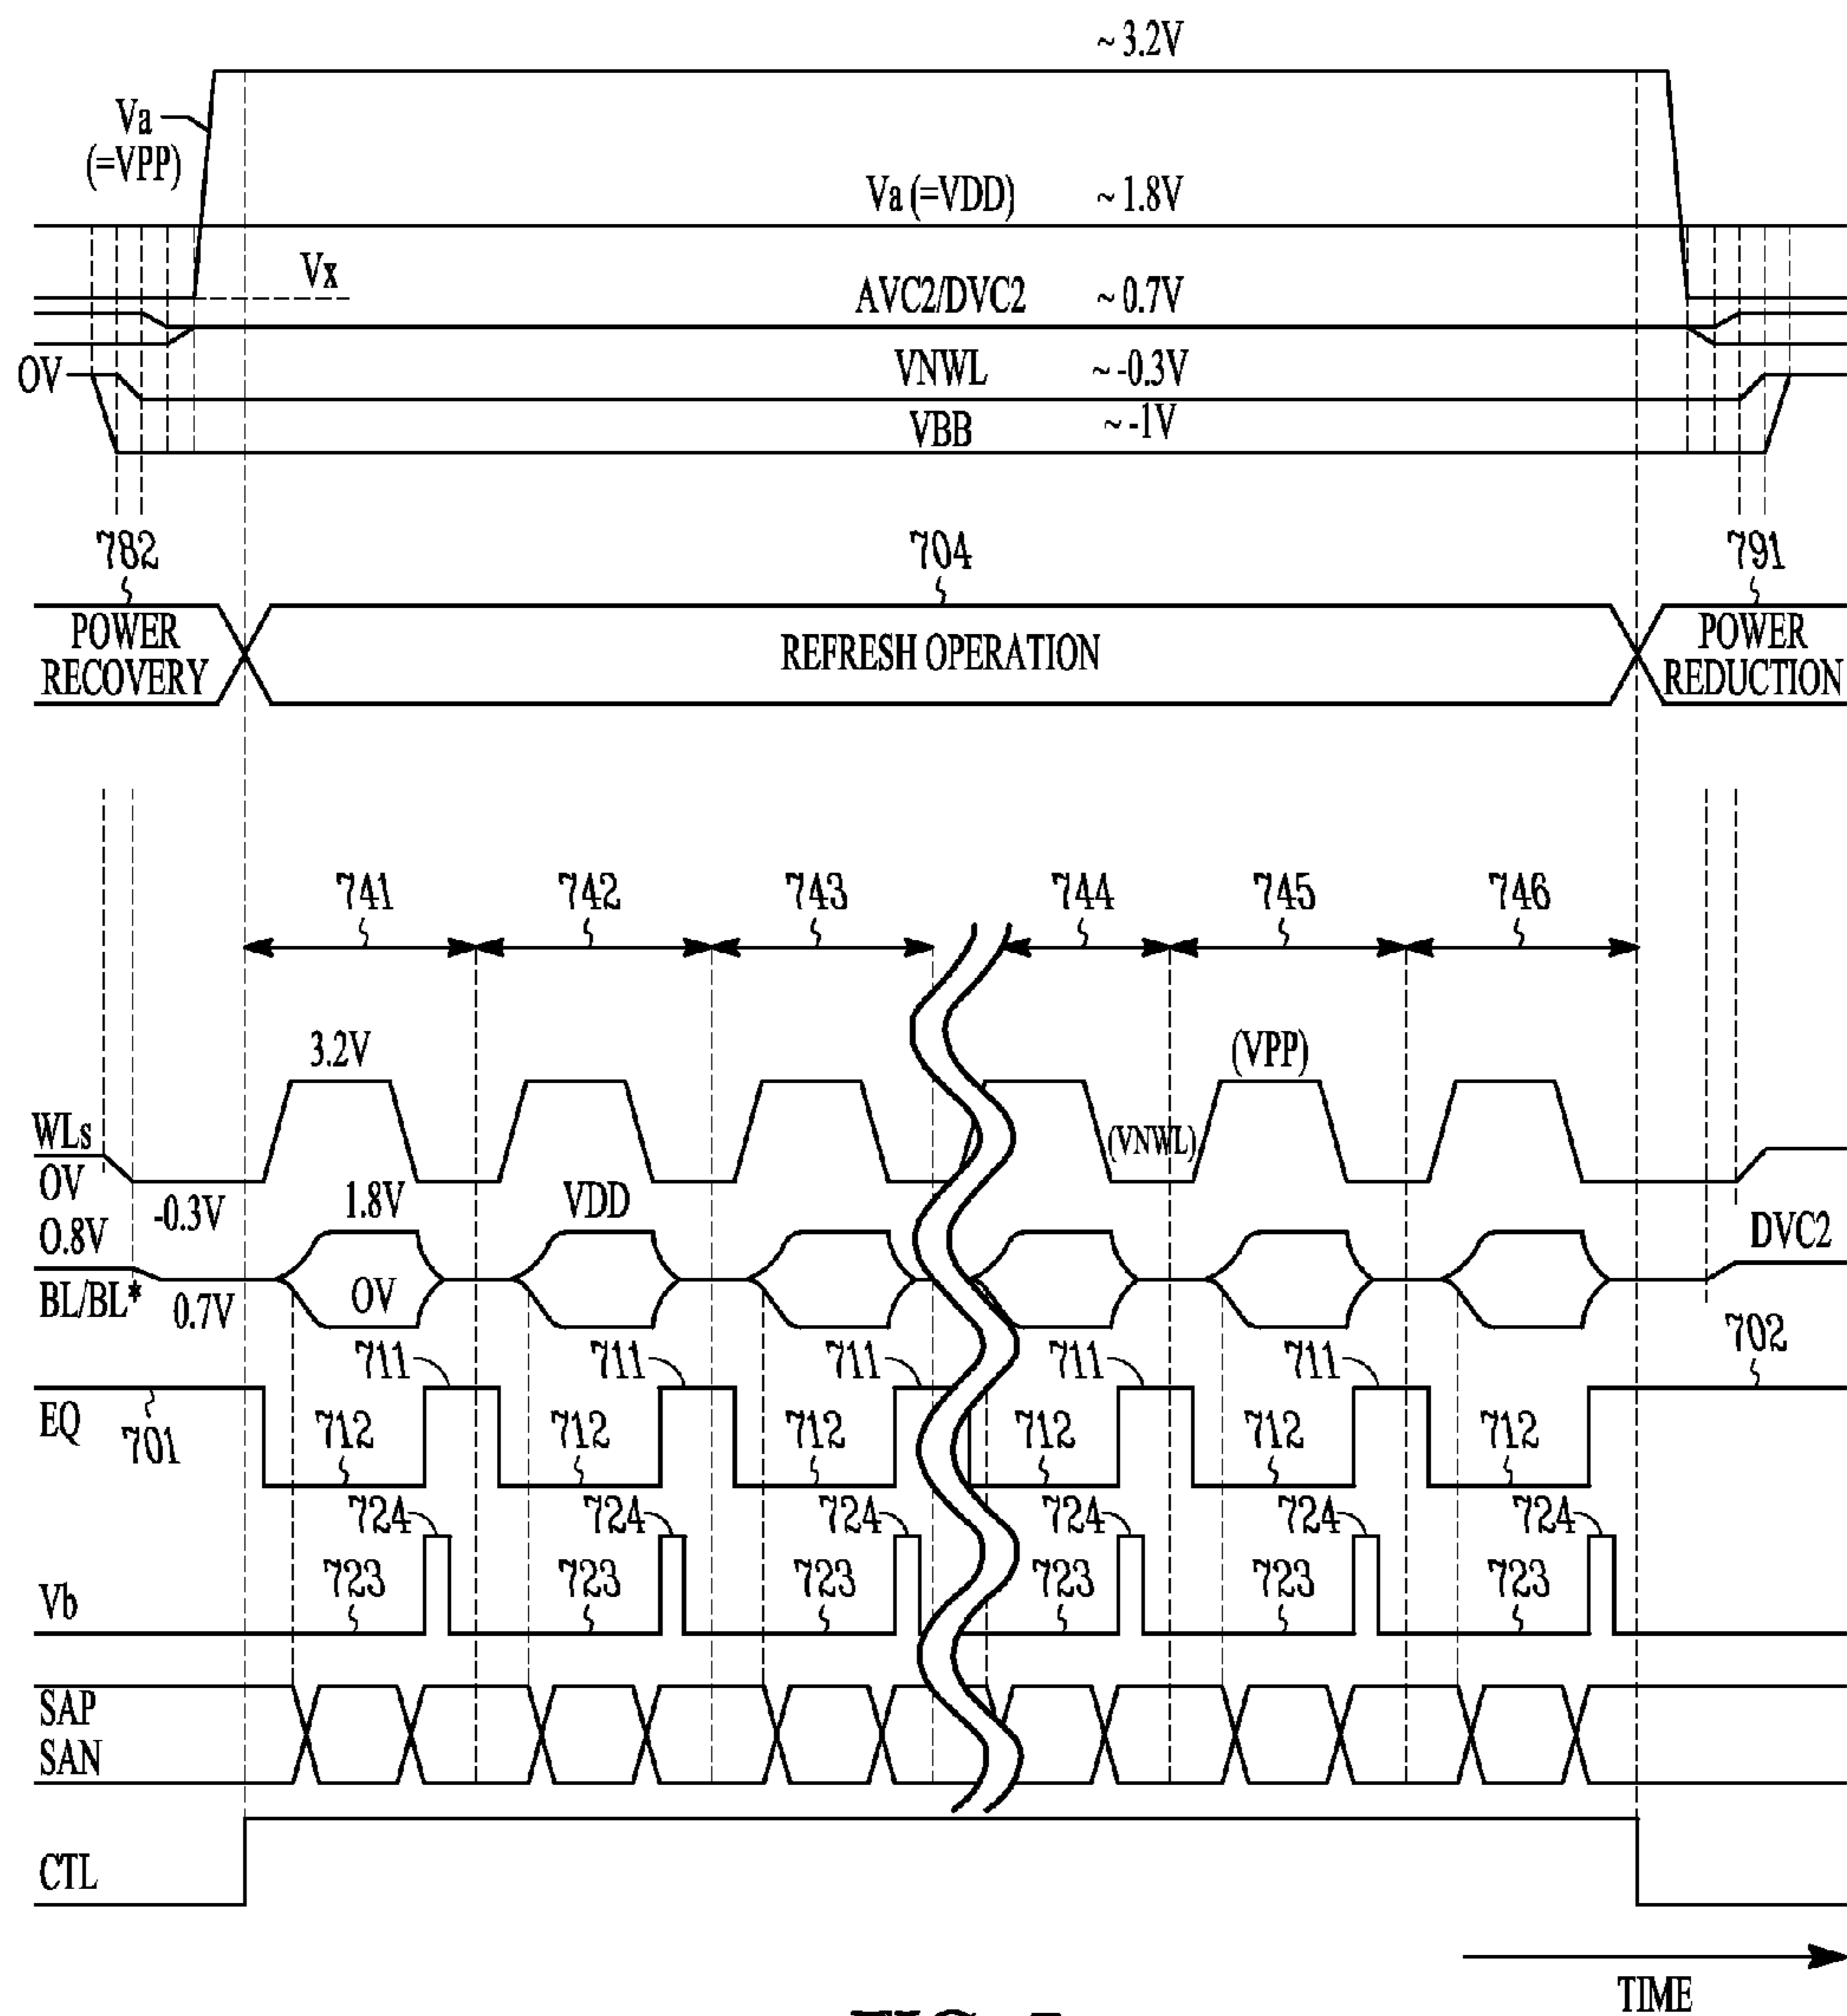 ~ 3.2V
Va
(=VPP)
Va (=VDD) ~ 1.8V
Vx
AVC2/DVC2 ~ 0.7V
OV
VNWL ~ -0.3V
VBB ~ -1V
782 704 791
POWER
RECOVERY
REFRESH OPERATION
POWER
REDUCTION
741 742 743 744 745 746
3.2V (VPP)
WLs
(VNWL)
OV
-0.3V
1.8V VDD
O.8V
DVC2
BL/BL*
0.7V
OV
711 711 711 711 711 702
EQ
701
712 712 712 712 712 712
724 724 724 724 724 724
Vb
723 723 723 723 723 723
SAP
SAN
CTL
TIME